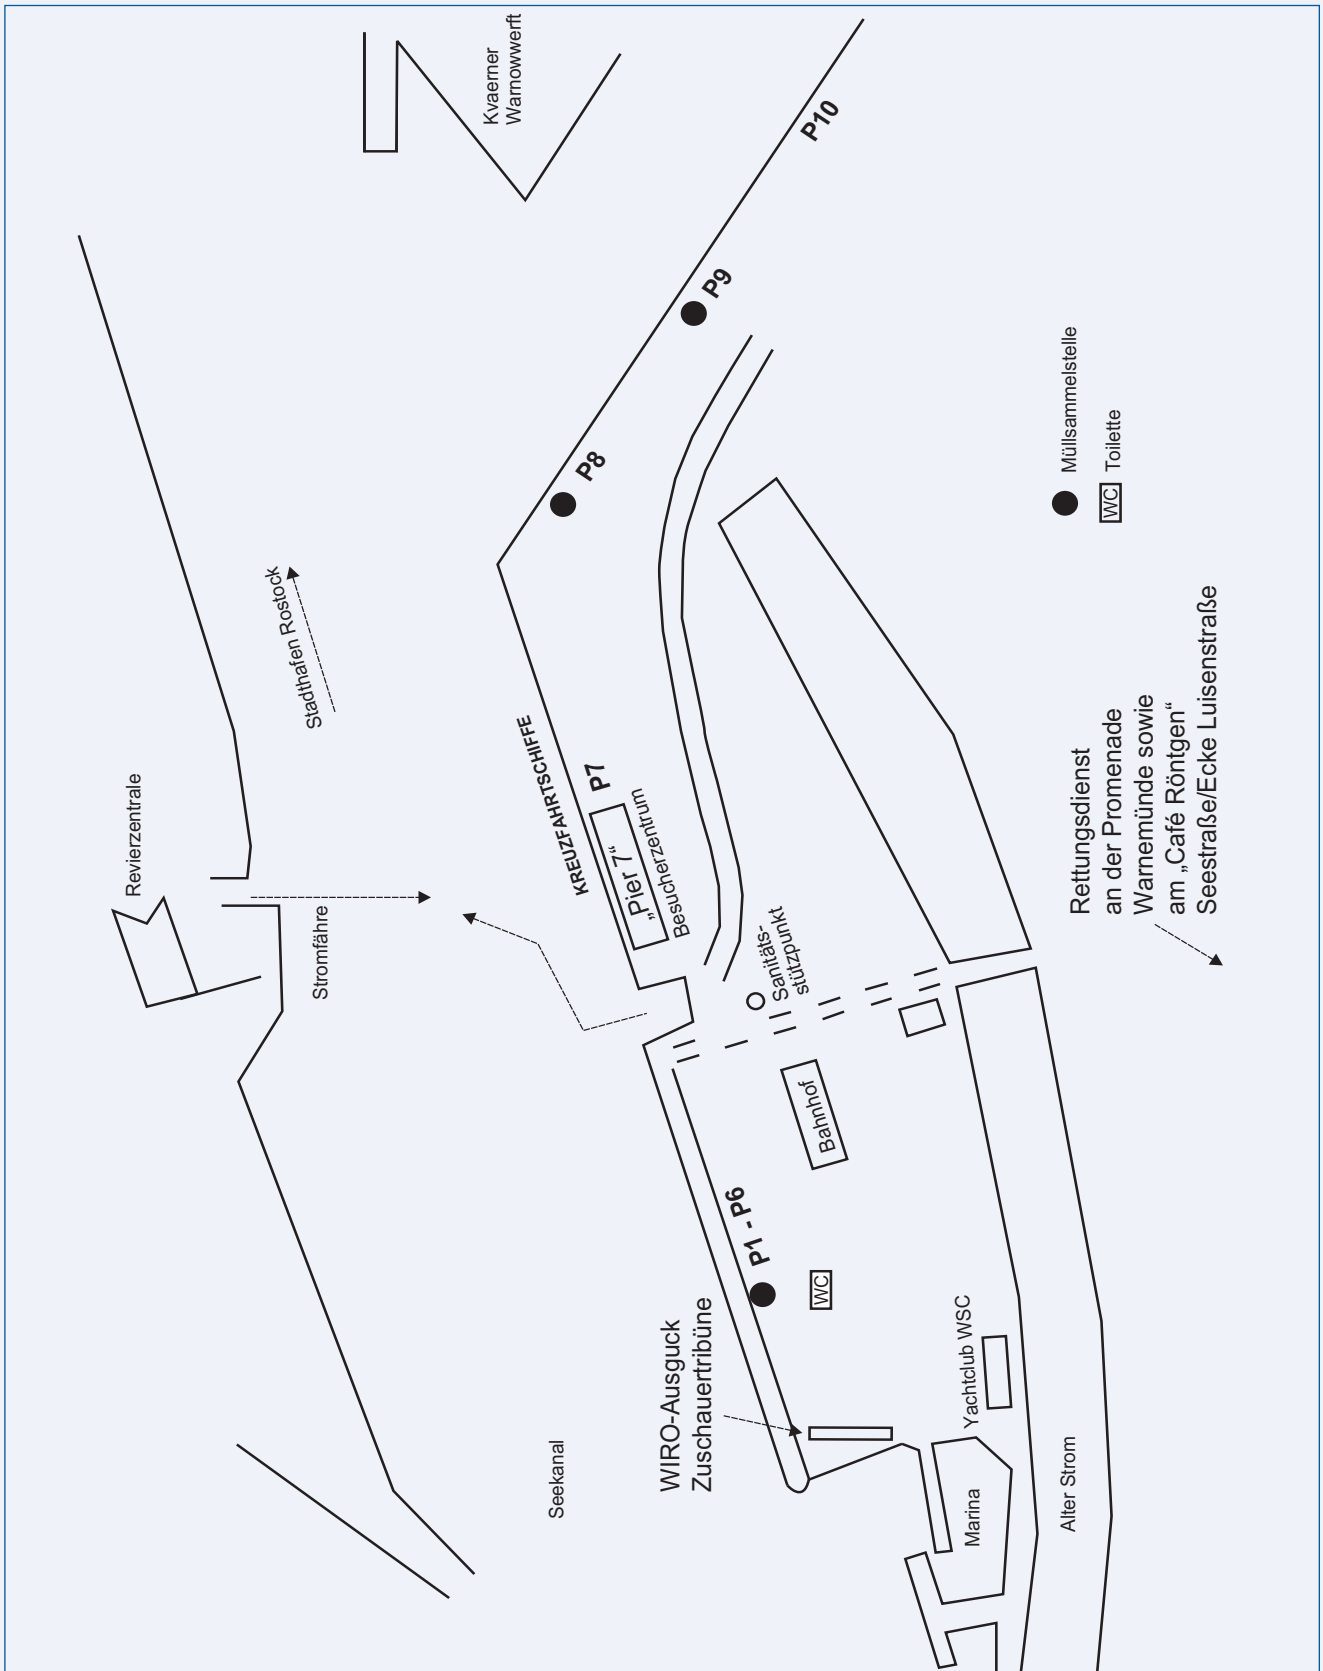 Kvaerner
Warnowwerft
P10
P9
P8
Müllsammelstelle
WC Toilette
Stadthafen Rostock
Revierzentrale
Stromfähre
KREUZFAHRTSCHIFFE
P7
„Pier 7“
Besucherzentrum
Sanitäts-
stützpunkt
Rettungsdienst
an der Promenade
Warnemünde sowie
am „Café Röntgen“
Seestraße/Ecke Luisenstraße
Bahnhof
P1 - P6
WC
WIRO-Ausguck
Zuschauertribüne
Yachtclub WSC
Seekanal
Marina
Alter Strom